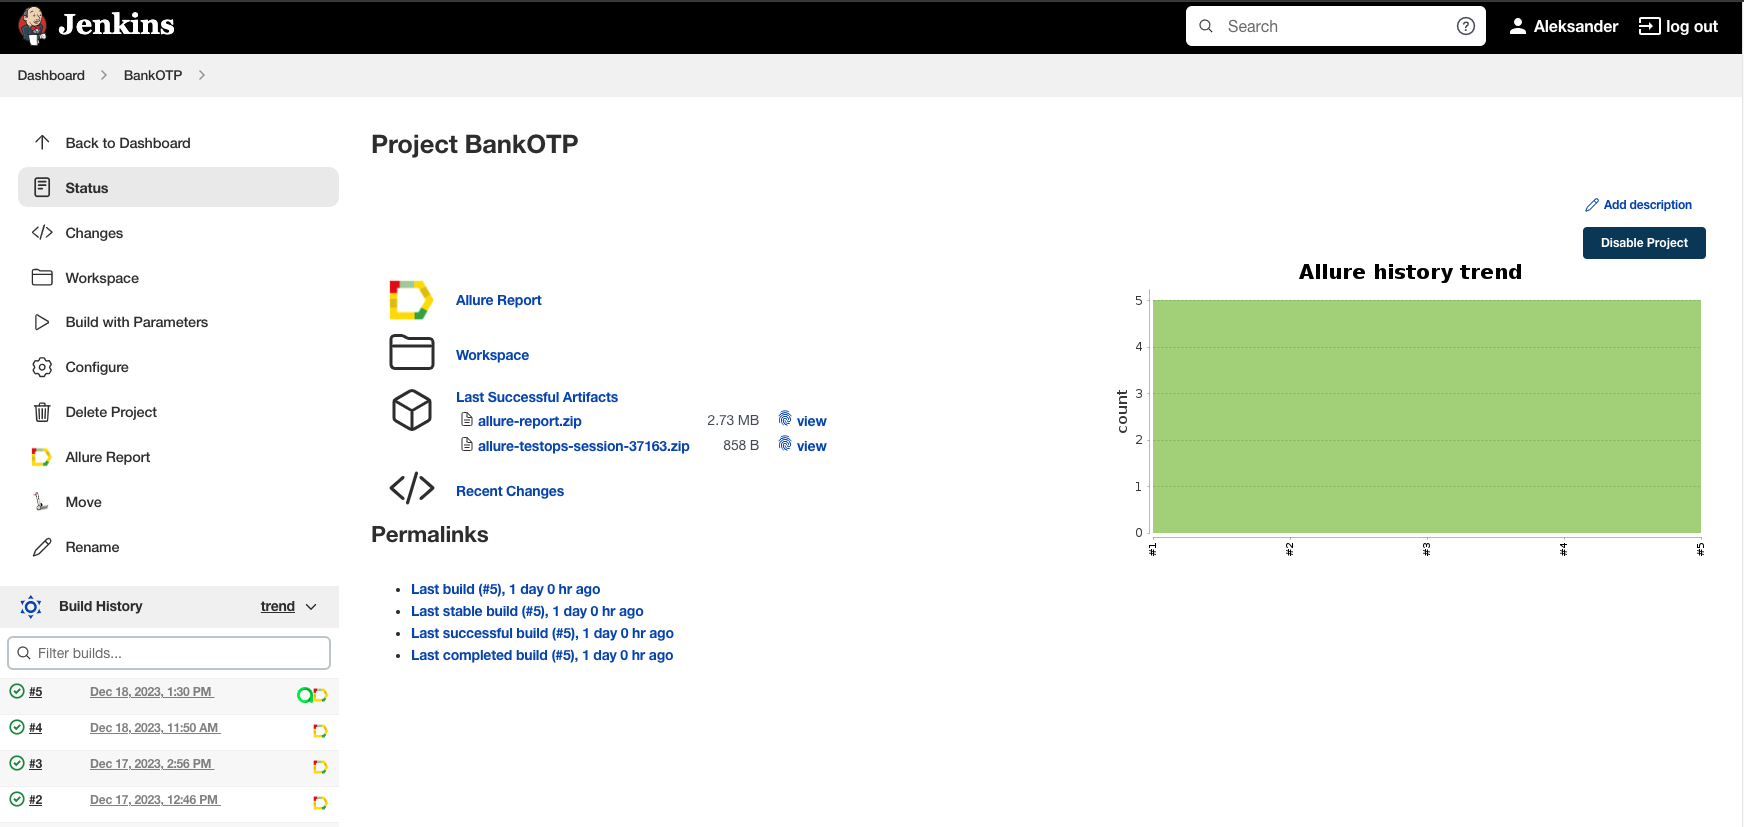 Jenkins
Search
Aleksander
log out
Dashboard
BankOTP
Back to Dashboard
Status
Changes
Workspace
Build with Parameters
Configure
Delete Project
Allure Report
Move
Rename
Build History
trend
Filter builds...
#5 Dec 18, 2023, 1:30 PM
#4 Dec 18, 2023, 11:50 AM
#3 Dec 17, 2023, 2:56 PM
#2 Dec 17, 2023, 12:46 PM
Project BankOTP
Add description
Disable Project
Allure Report
Workspace
Last Successful Artifacts
allure-report.zip 2.73 MB view
allure-testops-session-37163.zip 858 B view
Recent Changes
Permalinks
Last build (#5), 1 day 0 hr ago
Last stable build (#5), 1 day 0 hr ago
Last successful build (#5), 1 day 0 hr ago
Last completed build (#5), 1 day 0 hr ago
Allure history trend
count
5
4
3
2
1
0
#1
#2
#3
#4
#5